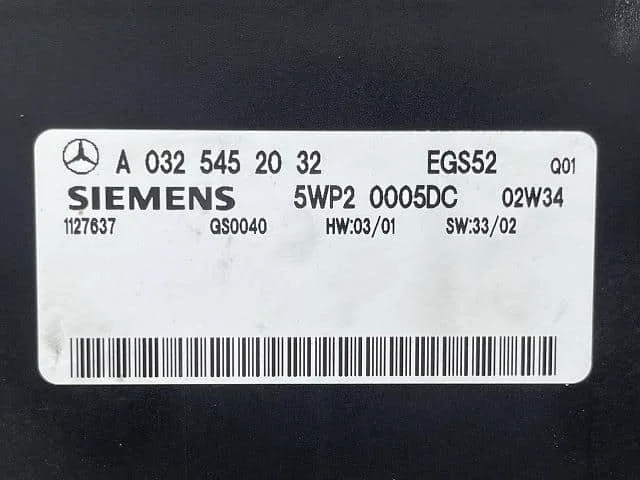 A 032 545 20 32 EGS52 Q01
SIEMENS 5WP2 0005DC 02W34
1127637 GS0040 HW:03/01 SW:33/02